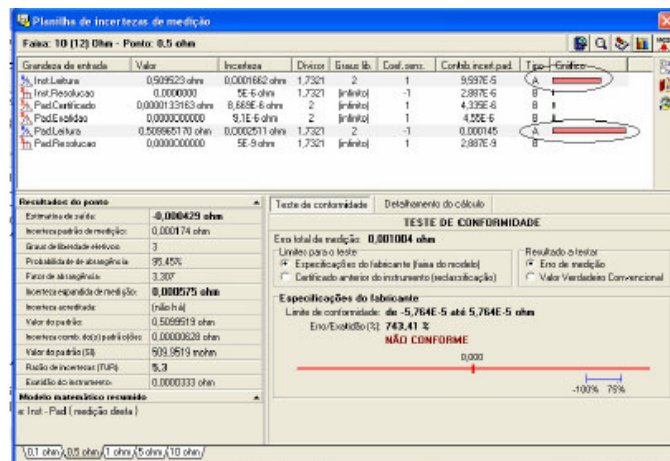 Planilha de incertezas de medição
Faixa: 10 (12) Ohm - Ponto: 0,5 ohm
Grandeza de entrada Valor Incerteza Divisor Graus lib. Coef.sens. Contrib.incert.pad. Tipo Gráfico
Inst.Leitura 0,509523 ohm 0,0001662 ohm 1,7321 2 1 9,597E-5 A
Inst.Resolucao 0,0000000 5E-6 ohm 1,7321 [infinito] 1 2,887E-6 B
Pad.Certificado 0,0000133163 ohm 8,669E-6 ohm 2 [infinito] 1 4,335E-6 B
Pad.Exatidao 0,0000000000 9,1E-6 ohm 2 [infinito] 1 4,55E-6 B
Pad.Leitura 0,509965170 ohm 0,0002511 ohm 1,7321 2 -1 0,000145 A
Pad.Resolucao 0,0000000000 5E-9 ohm 1,7321 [infinito] -1 2,887E-9 B
Resultados do ponto
Estimativa de saída: -0,000429 ohm
Incerteza padrão de medição: 0,000174 ohm
Graus de liberdade efetivos: 3
Probabilidade de abrangência: 95,45%
Fator de abrangência: 3,307
Incerteza expandida de medição: 0,000575 ohm
Incerteza acreditada: (não há)
Valor do padrão: 0,5099519 ohm
Incerteza comb. do(s) padrão(ões): 0,00000628 ohm
Valor do padrão (SI): 509,9519 mohm
Razão de incertezas (TUR): 5,3
Exatidão do instrumento: 0,0000333 ohm
Modelo matemático resumido
e: Inst - Pad ( medição direta )
Teste de conformidade Detalhamento do cálculo
TESTE DE CONFORMIDADE
Erro total de medição: 0,001004 ohm
Limites para o teste
Especificações do fabricante (faixa do modelo)
Certificado anterior do instrumento (reclassificação)
Resultado a testar
Erro de medição
Valor Verdadeiro Convencional
Especificações do fabricante
Limite de conformidade: de -5,764E-5 até 5,764E-5 ohm
Erro/Exatidão (%): 743,41 %
NÃO CONFORME
0,000
-100% 75%
0,1 ohm 0,5 ohm 1 ohm 5 ohm 10 ohm